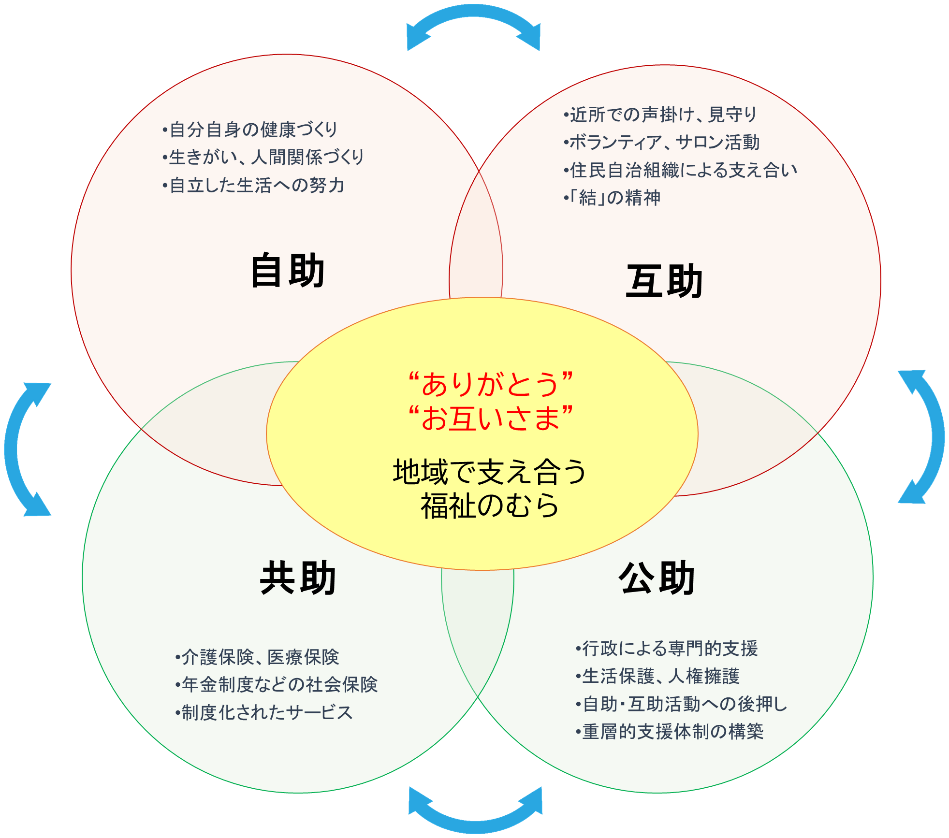 •自分自身の健康づくり
•生きがい、人間関係づくり
•自立した生活への努力
自助
•近所での声掛け、見守り
•ボランティア、サロン活動
•住民自治組織による支え合い
•「結」の精神
互助
“ありがとう”
“お互いさま”
地域で支え合う
福祉のむら
共助
•介護保険、医療保険
•年金制度などの社会保険
•制度化されたサービス
公助
•行政による専門的支援
•生活保護、人権擁護
•自助・互助活動への後押し
•重層的支援体制の構築